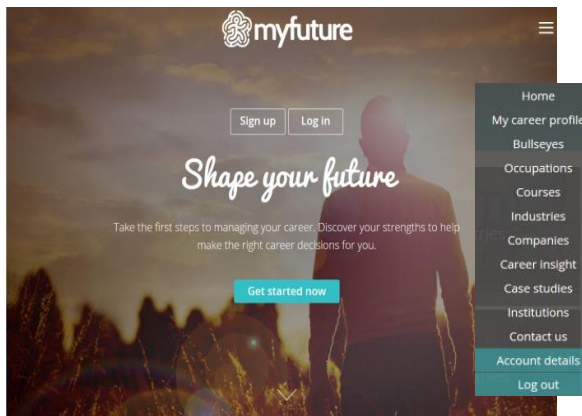 myfuture
Sign up
Log in
Shape your future
Take the first steps to managing your career. Discover your strengths to help
make the right career decisions for you.
Get started now
Home
My career profile
Bullseyes
Occupations
Courses
Industries
Companies
Career insight
Case studies
Institutions
Contact us
Account details
Log out